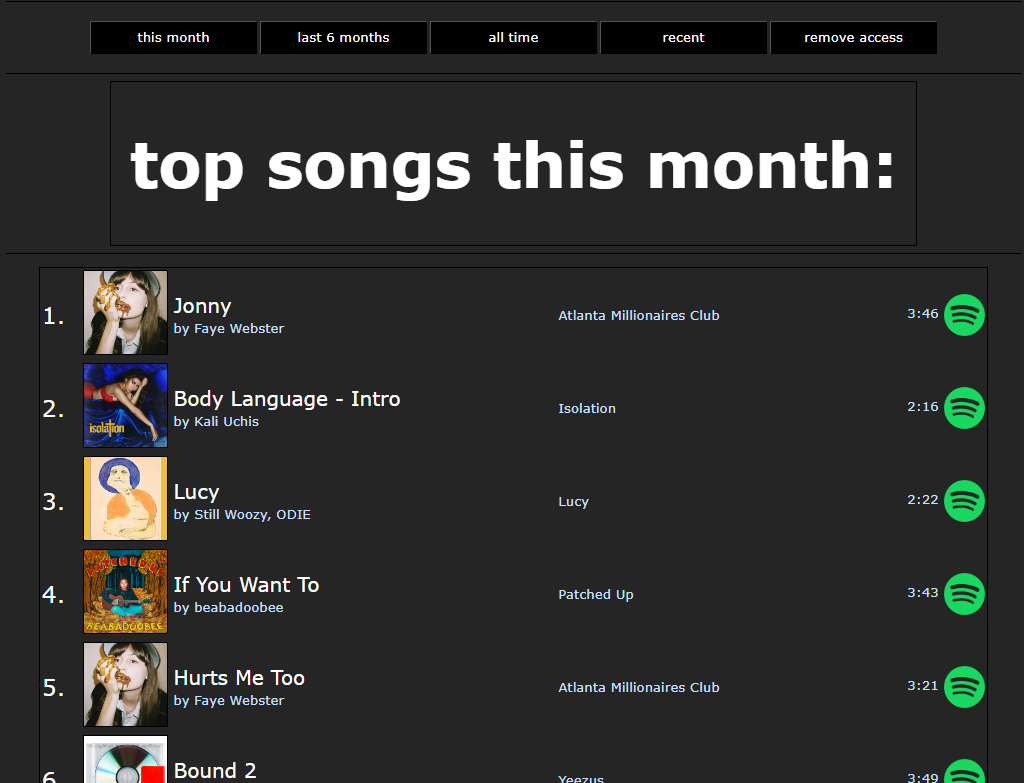 this month
last 6 months
all time
recent
remove access
top songs this month:
1.
Jonny
by Faye Webster
Atlanta Millionaires Club
3:46
2.
isolation
Body Language - Intro
by Kali Uchis
Isolation
2:16
3.
Lucy
by Still Woozy, ODIE
Lucy
2:22
4.
BEABADOOBEE
If You Want To
by beabadoobee
Patched Up
3:43
5.
Hurts Me Too
by Faye Webster
Atlanta Millionaires Club
3:21
6.
Bound 2
Yeezus
3:49